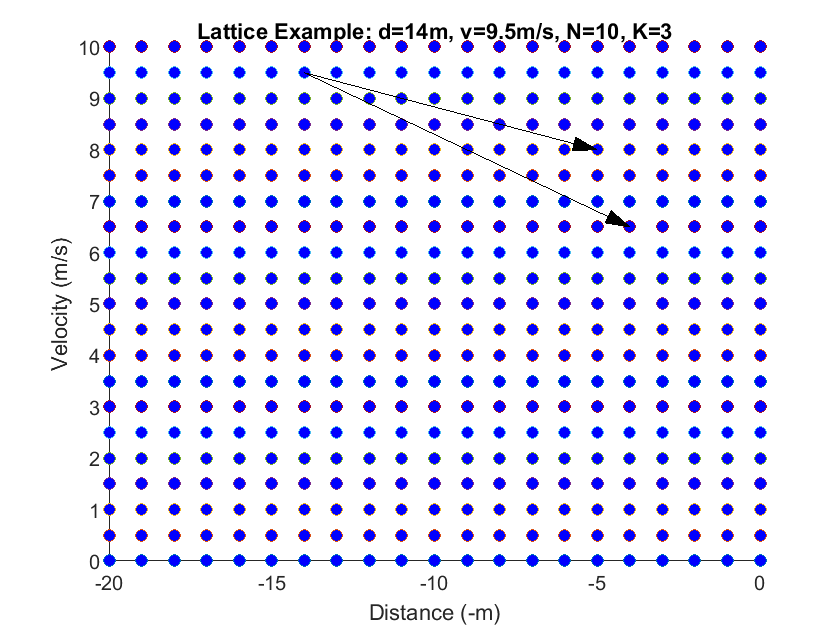 Lattice Example: d=14m, v=9.5m/s, N=10, K=3
10
9
8
7
6
5
4
3
2
1
0
Velocity (m/s)
-20 -15 -10 -5 0
Distance (-m)